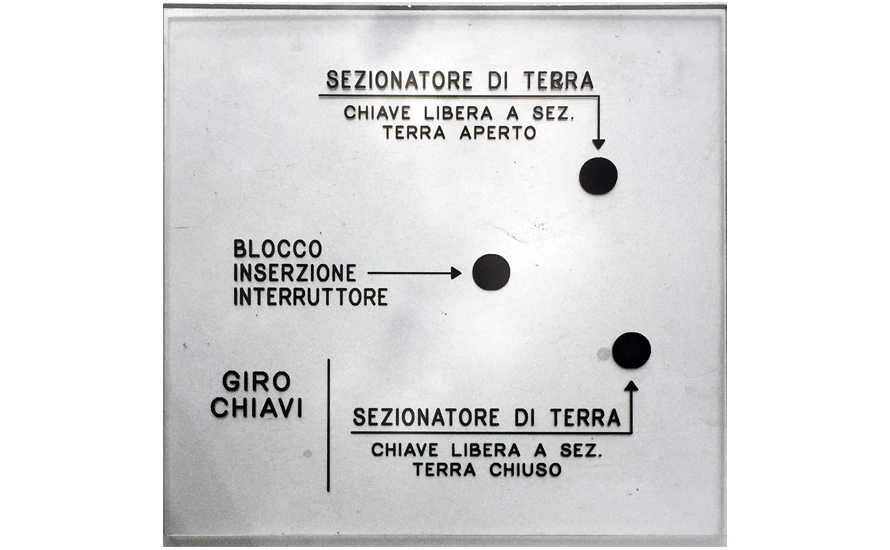 SEZIONATORE DI TERRA
CHIAVE LIBERA A SEZ.
TERRA APERTO
BLOCCO
INSERZIONE
INTERRUTTORE
GIRO
CHIAVI
SEZIONATORE DI TERRA
CHIAVE LIBERA A SEZ.
TERRA CHIUSO